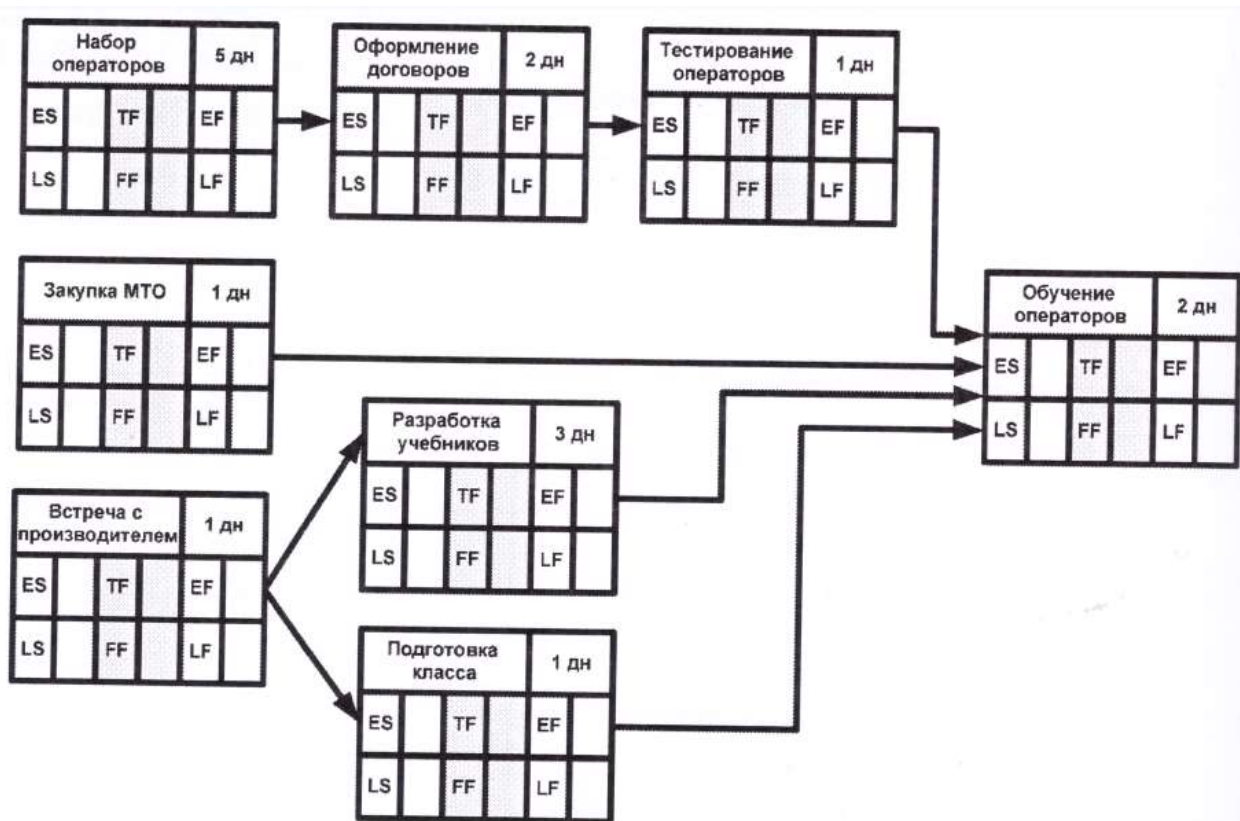 Набор
операторов
5 дн
ES TF EF
LS FF LF
Оформление
договоров
2 дн
ES TF EF
LS FF LF
Тестирование
операторов
1 дн
ES TF EF
LS FF LF
Закупка МТО
1 дн
ES TF EF
LS FF LF
Обучение
операторов
2 дн
ES TF EF
LS FF LF
Разработка
учебников
3 дн
ES TF EF
LS FF LF
Встреча с
производителем
1 дн
ES TF EF
LS FF LF
Подготовка
класса
1 дн
ES TF EF
LS FF LF